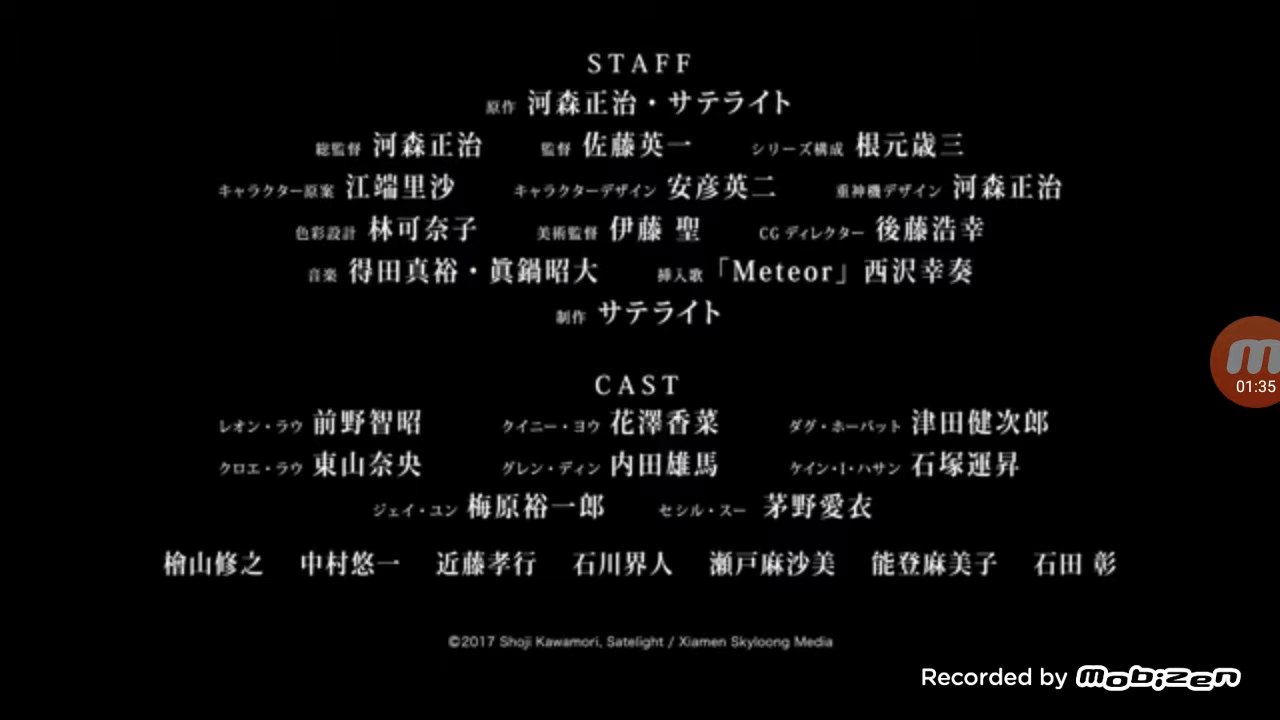 STAFF
原作 河森正治・サテライト
総監督 河森正治 監督 佐藤英一 シリーズ構成 根元歳三
キャラクター原案 江端里沙 キャラクターデザイン 安彦英二 重神機デザイン 河森正治
色彩設計 林可奈子 美術監督 伊藤 聖 CG ディレクター 後藤浩幸
音楽 得田真裕・眞鍋昭大 挿入歌「Meteor」西沢幸奏
制作 サテライト
CAST
レオン・ラウ 前野智昭 クイニー・ヨウ 花澤香菜 ダグ・ホーバット 津田健次郎
クロエ・ラウ 東山奈央 グレン・ディン 内田雄馬 ケイン・I・ハサン 石塚運昇
ジェイ・ユン 梅原裕一郎 セシル・スー 茅野愛衣
檜山修之 中村悠一 近藤孝行 石川界人 瀬戸麻沙美 能登麻美子 石田 彰
©2017 Shoji Kawamori, Satelight / Xiamen Skyloong Media
01:35
Recorded by mobizen